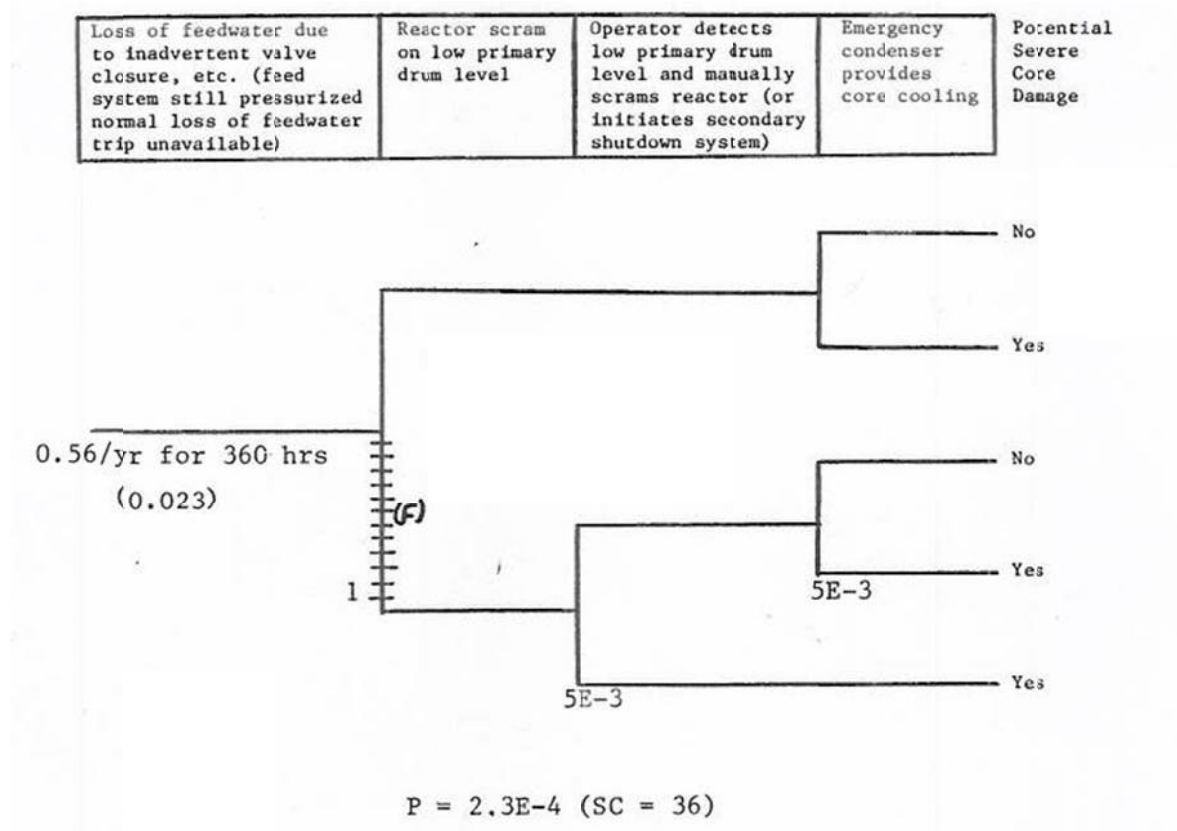 Loss of feedwater due
to inadvertent valve
closure, etc. (feed
system still pressurized
normal loss of feedwater
trip unavailable)
Reactor scram
on low primary
drum level
Operator detects
low primary drum
level and manually
scrams reactor (or
initiates secondary
shutdown system)
Emergency
condenser
provides
core cooling
Potential
Severe
Core
Damage
No
Yes
0.56/yr for 360 hrs
(0.023)
(F)
1
No
Yes
5E-3
Yes
5E-3
P = 2.3E-4 (SC = 36)